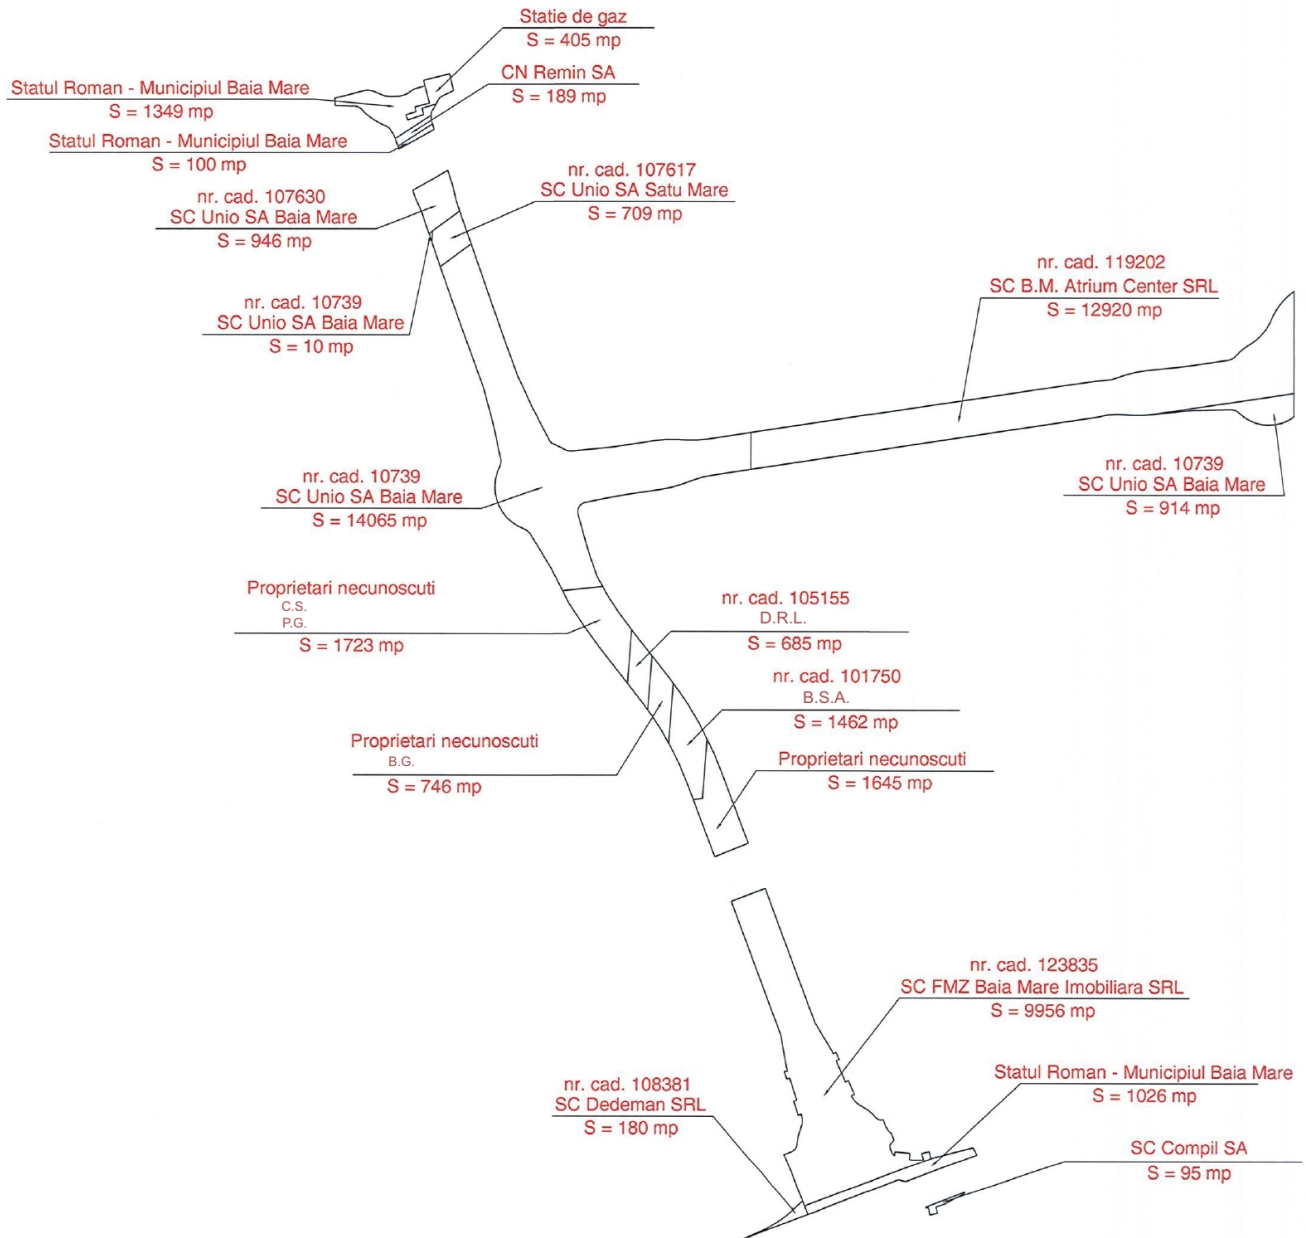 Statie de gaz
S = 405 mp
CN Remin SA
S = 189 mp
Statul Roman - Municipiul Baia Mare
S = 1349 mp
Statul Roman - Municipiul Baia Mare
S = 100 mp
nr. cad. 107617
SC Unio SA Satu Mare
S = 709 mp
nr. cad. 107630
SC Unio SA Baia Mare
S = 946 mp
nr. cad. 119202
SC B.M. Atrium Center SRL
S = 12920 mp
nr. cad. 10739
SC Unio SA Baia Mare
S = 10 mp
nr. cad. 10739
SC Unio SA Baia Mare
S = 914 mp
nr. cad. 10739
SC Unio SA Baia Mare
S = 14065 mp
Proprietari necunoscuti
C.S.
P.G.
S = 1723 mp
nr. cad. 105155
D.R.L.
S = 685 mp
nr. cad. 101750
B.S.A.
S = 1462 mp
Proprietari necunoscuti
B.G.
S = 746 mp
Proprietari necunoscuti
S = 1645 mp
nr. cad. 123835
SC FMZ Baia Mare Imobiliara SRL
S = 9956 mp
Statul Roman - Municipiul Baia Mare
S = 1026 mp
nr. cad. 108381
SC Dedeman SRL
S = 180 mp
SC Compil SA
S = 95 mp